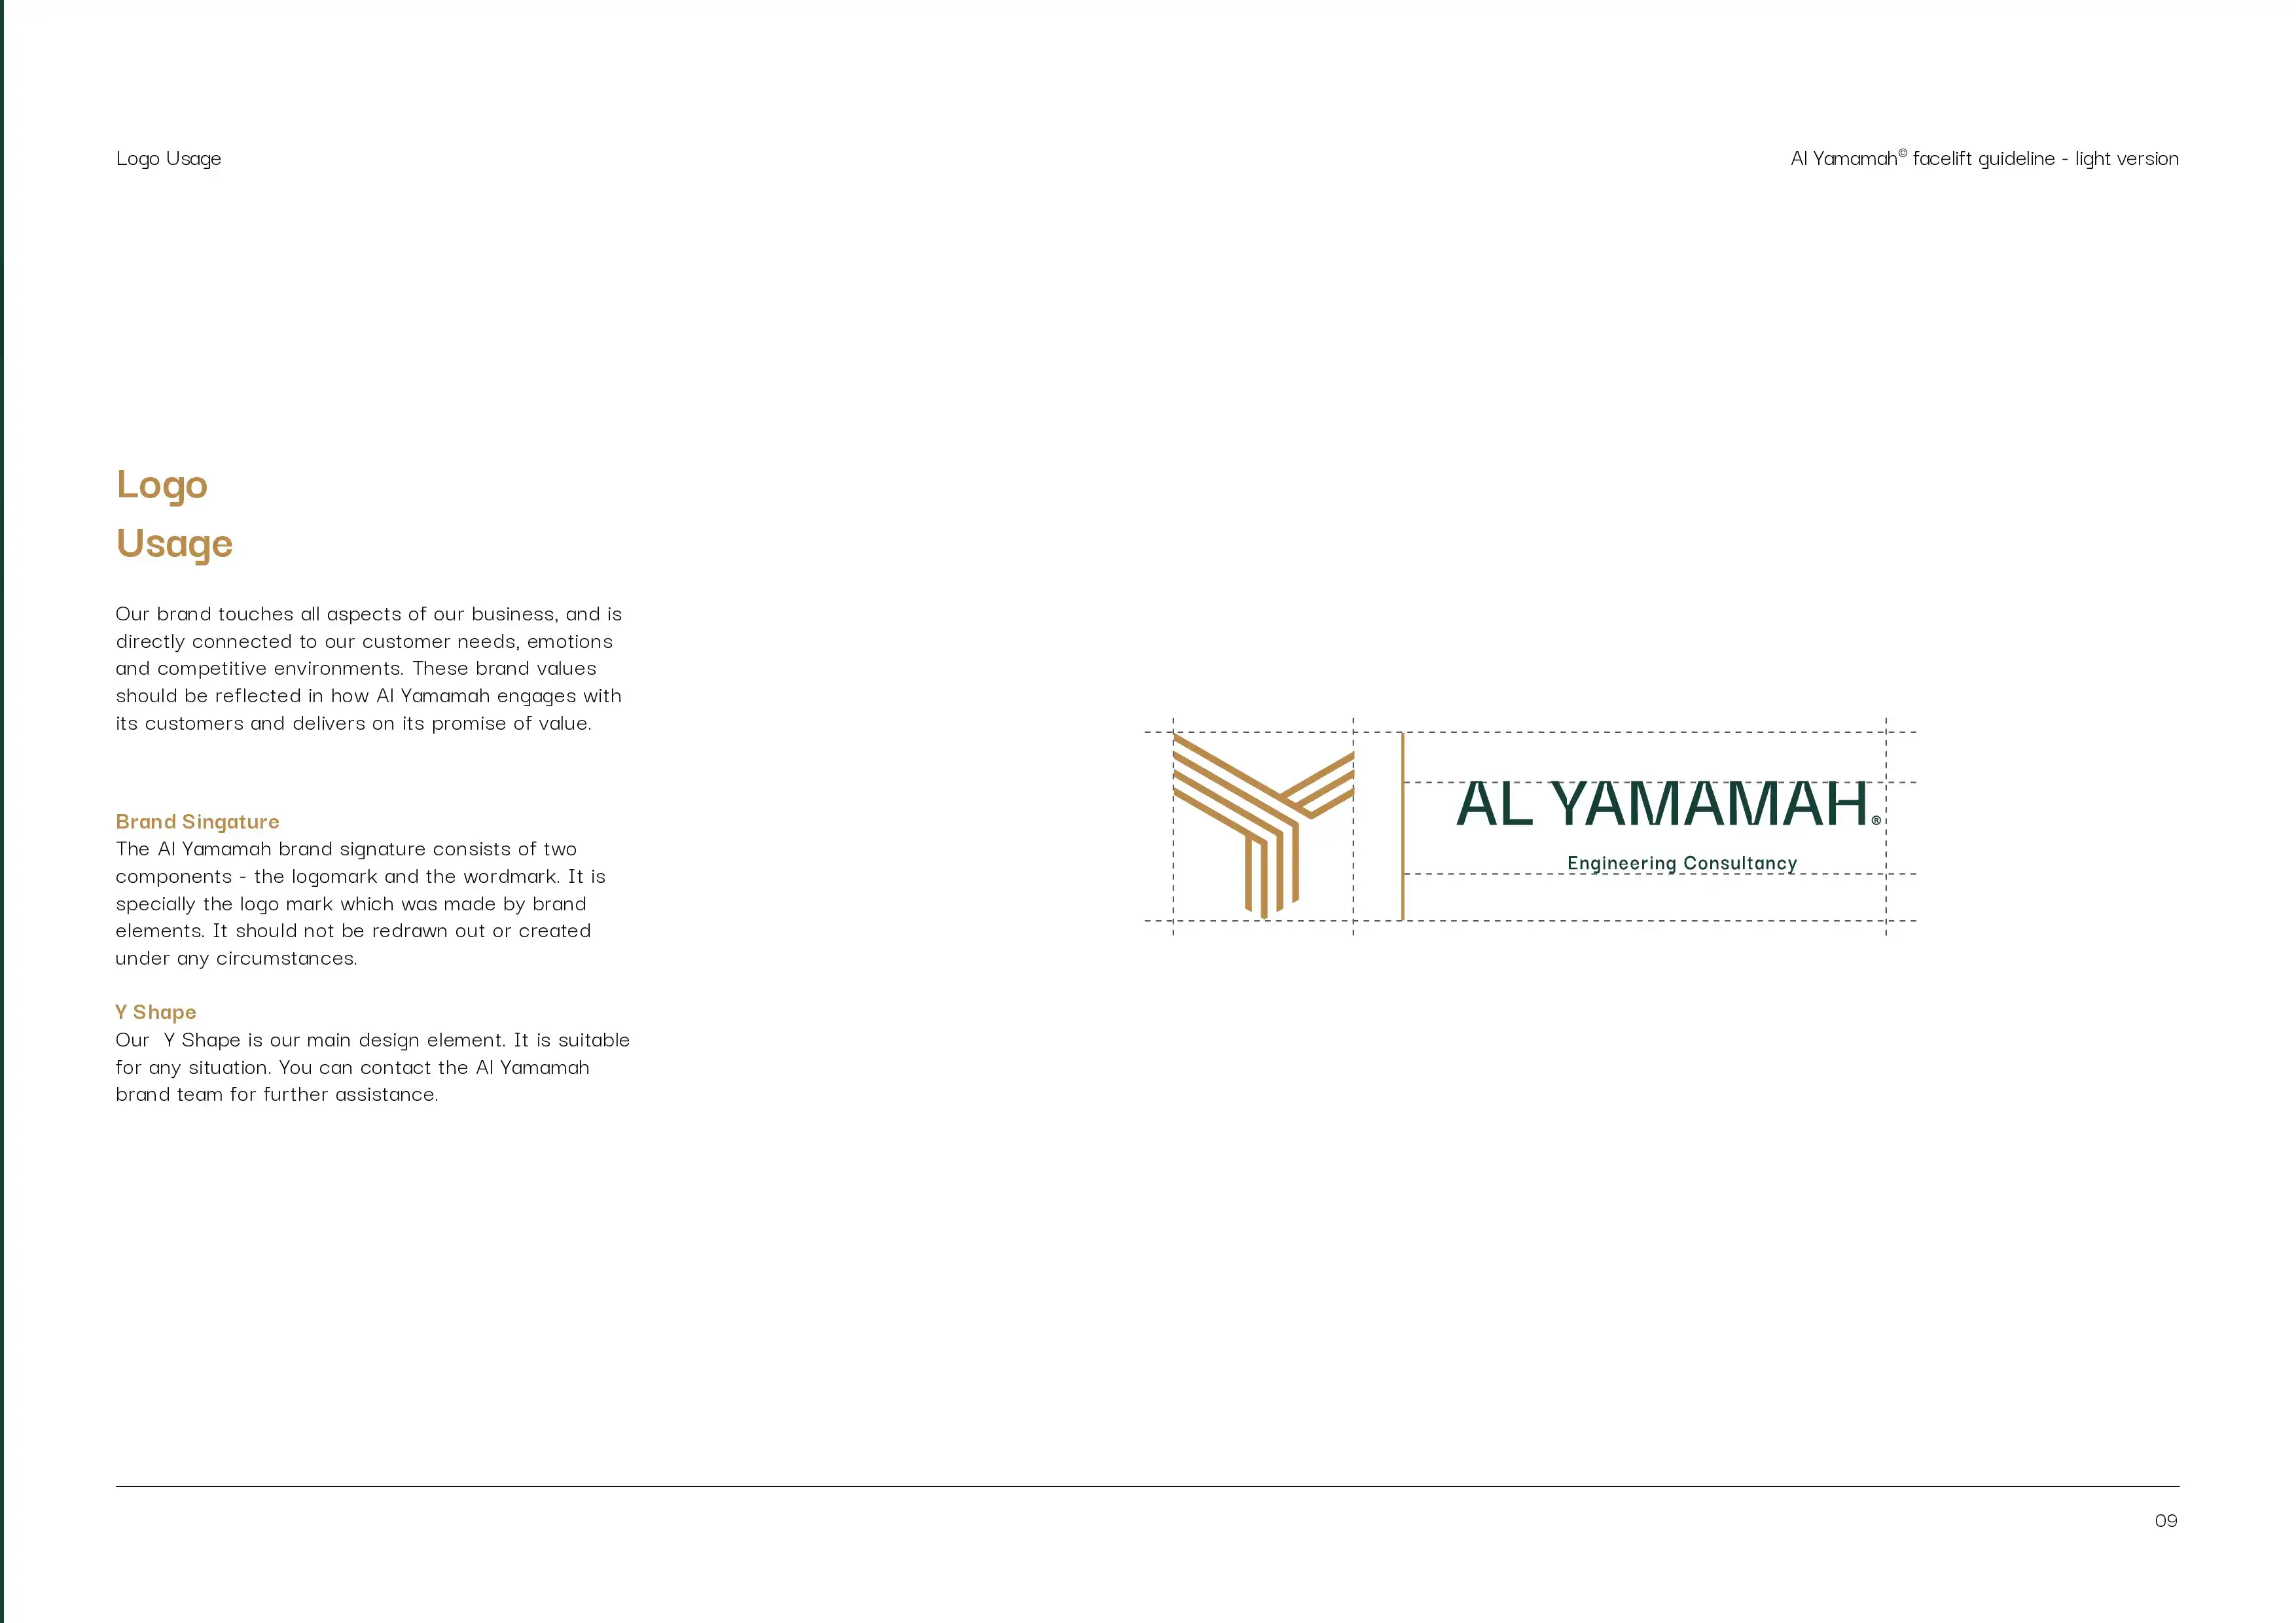 Logo Usage
Al Yamamah© facelift guideline - light version
Logo
Usage
Our brand touches all aspects of our business, and is
directly connected to our customer needs, emotions
and competitive environments. These brand values
should be reflected in how Al Yamamah engages with
its customers and delivers on its promise of value.
Brand Singature
The Al Yamamah brand signature consists of two
components - the logomark and the wordmark. It is
specially the logo mark which was made by brand
elements. It should not be redrawn out or created
under any circumstances.
Y Shape
Our  Y Shape is our main design element. It is suitable
for any situation. You can contact the Al Yamamah
brand team for further assistance.
AL YAMAMAH®
Engineering Consultancy
09